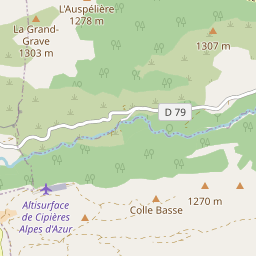 L'Auspélière
1278 m
La Grand-
Grave
1303 m
1307 m
D 79
1270 m
Colle Basse
Altisurface
de Cipières
Alpes d'Azur